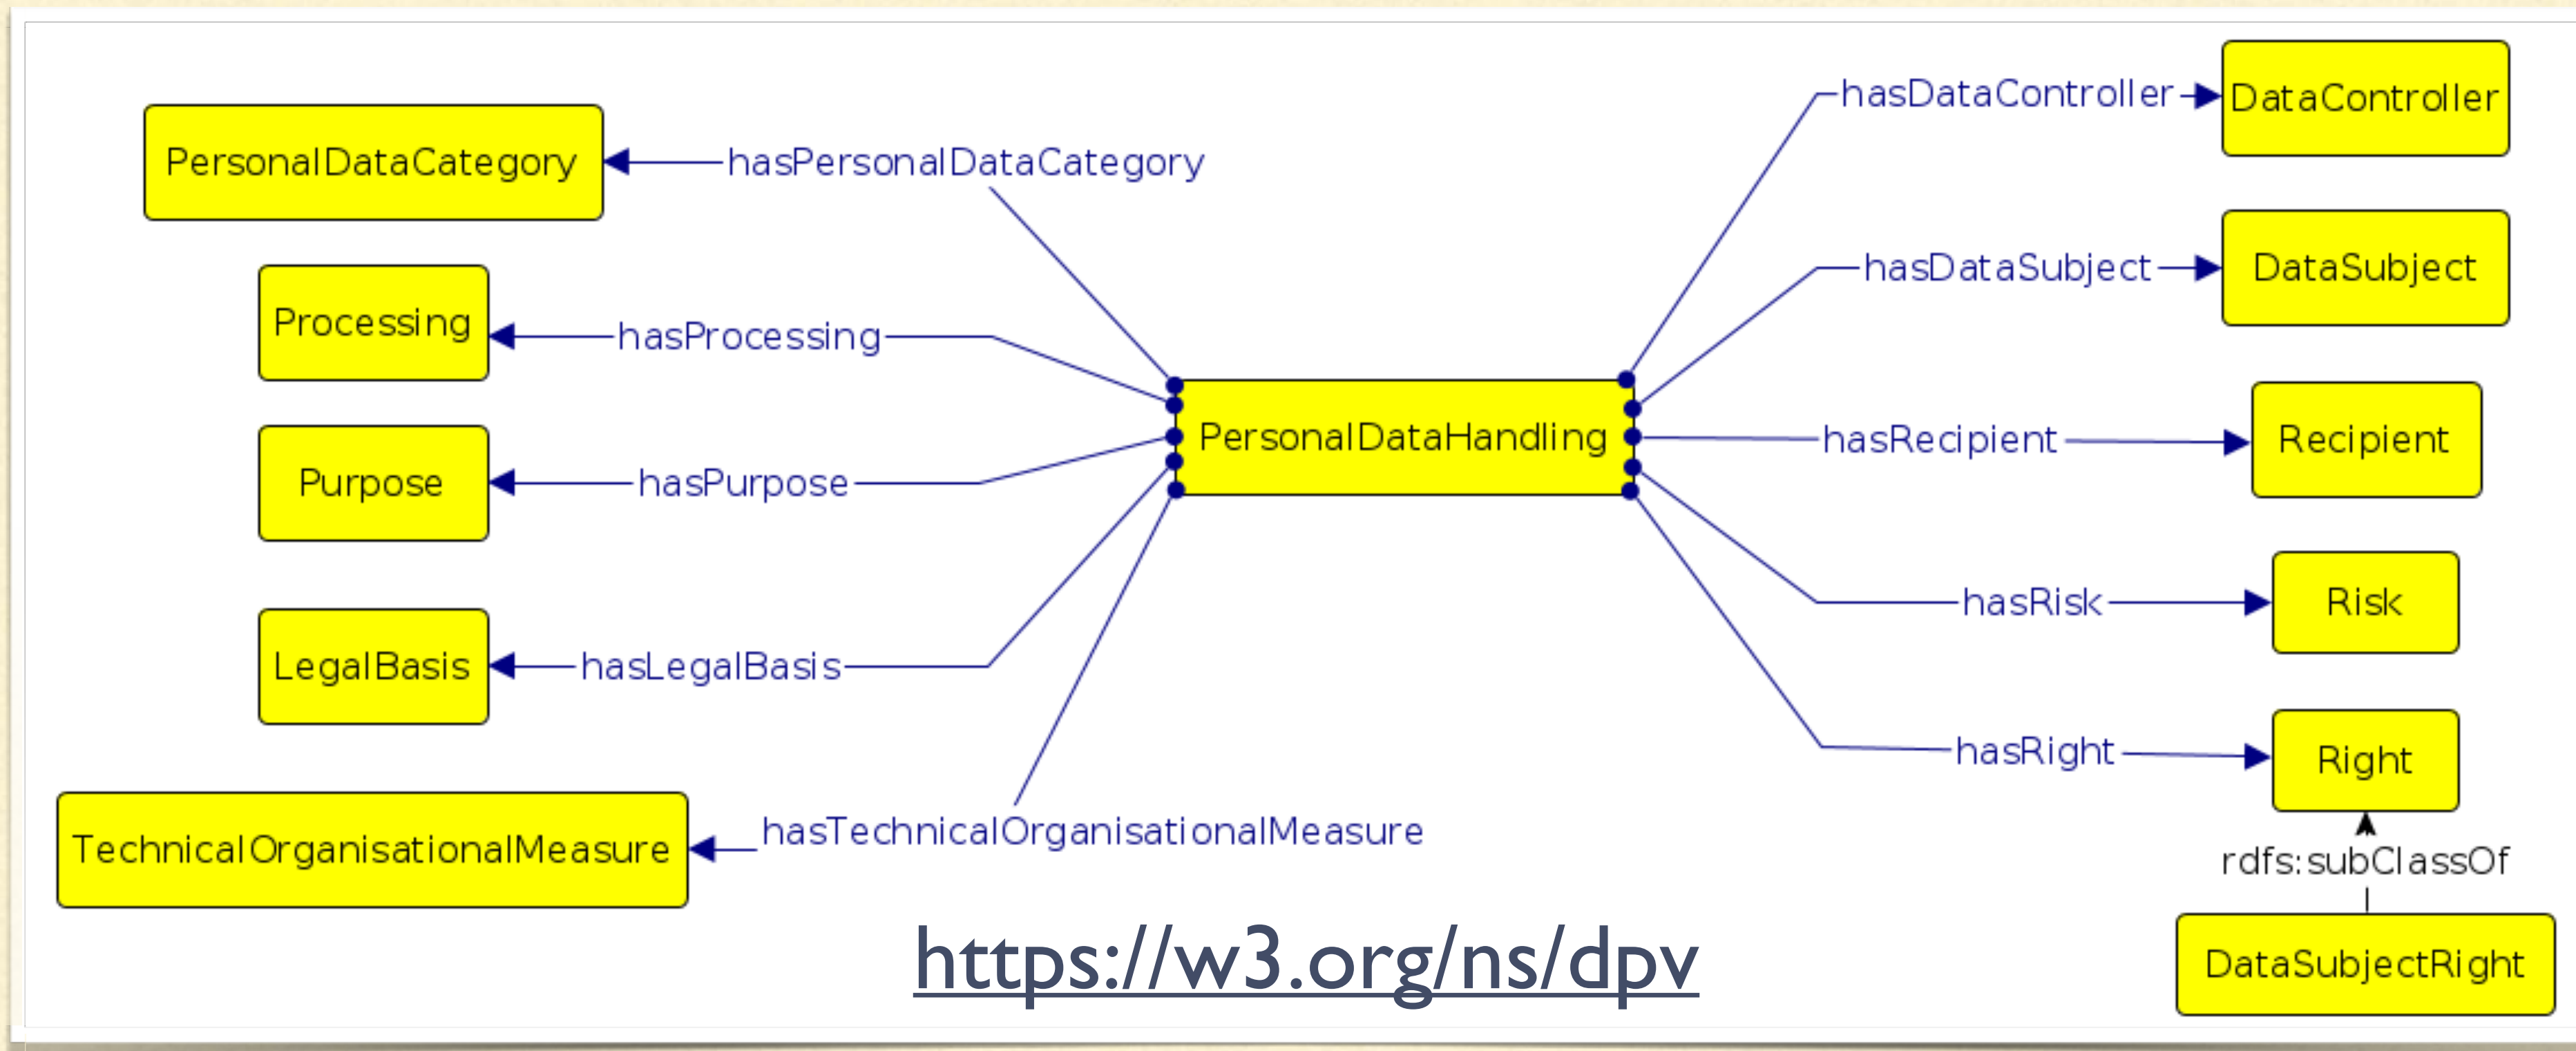 hasDataController
DataController
PersonalDataCategory
hasPersonalDataCategory
hasDataSubject
DataSubject
Processing
hasProcessing
PersonalDataHandling
hasRecipient
Recipient
Purpose
hasPurpose
hasRisk
Risk
LegalBasis
hasLegalBasis
hasRight
Right
TechnicalOrganisationalMeasure
hasTechnicalOrganisationalMeasure
rdfs:subClassOf
DataSubjectRight
https://w3.org/ns/dpv